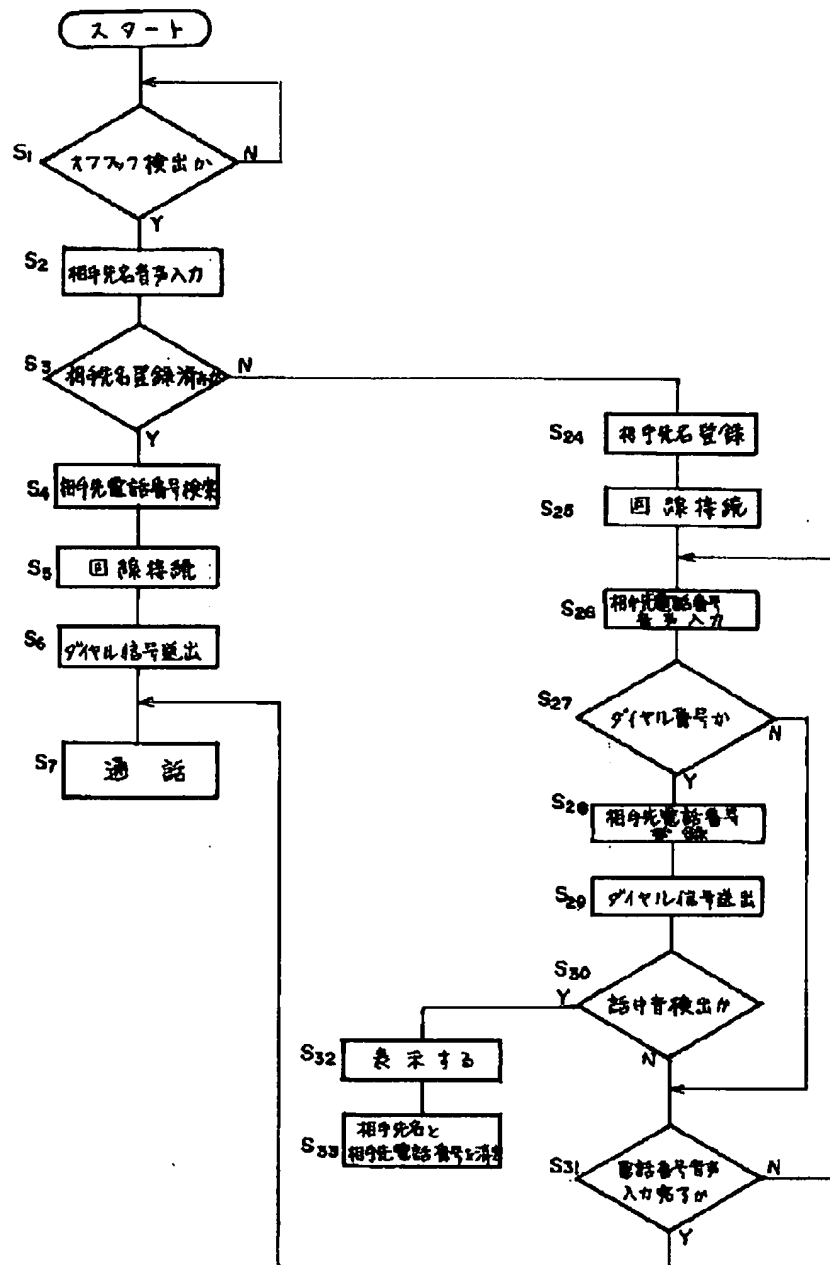 スタート
S1
オフフック検出か
N
Y
S2
相手先名音声入力
S3
相手先名登録済みか
N
Y
S4
相手先電話番号検索
S5
回線接続
S6
ダイヤル信号送出
S7
通話
S24
相手先名登録
S25
回線接続
S26
相手先電話番号
音声入力
S27
ダイヤル番号か
N
Y
S28
相手先電話番号
登録
S29
ダイヤル信号送出
S30
話中音検出か
Y
N
S32
表示する
S33
相手先名と
相手先電話番号を消去
S31
電話番号音声
入力完了か
N
Y